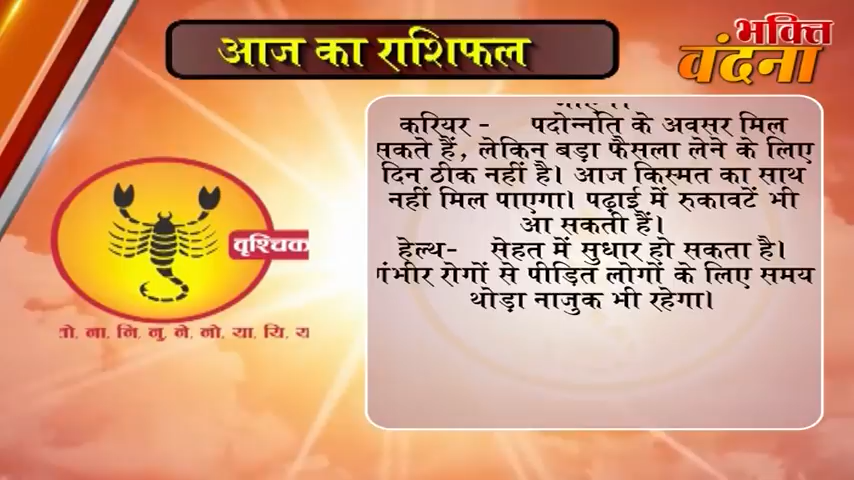 आज का राशिफल
भक्ति
वंदना
करियर - पदोन्नति के अवसर मिल
सकते हैं, लेकिन बड़ा फैसला लेने के लिए
दिन ठीक नहीं है। आज किस्मत का साथ
नहीं मिल पाएगा। पढ़ाई में रुकावटें भी
आ सकती हैं।
हेल्थ- सेहत में सुधार हो सकता है।
गंभीर रोगों से पीड़ित लोगों के लिए समय
थोड़ा नाजुक भी रहेगा।
वृश्चिक
तो. ना. नि. नु. ने. नो. या. यि. य